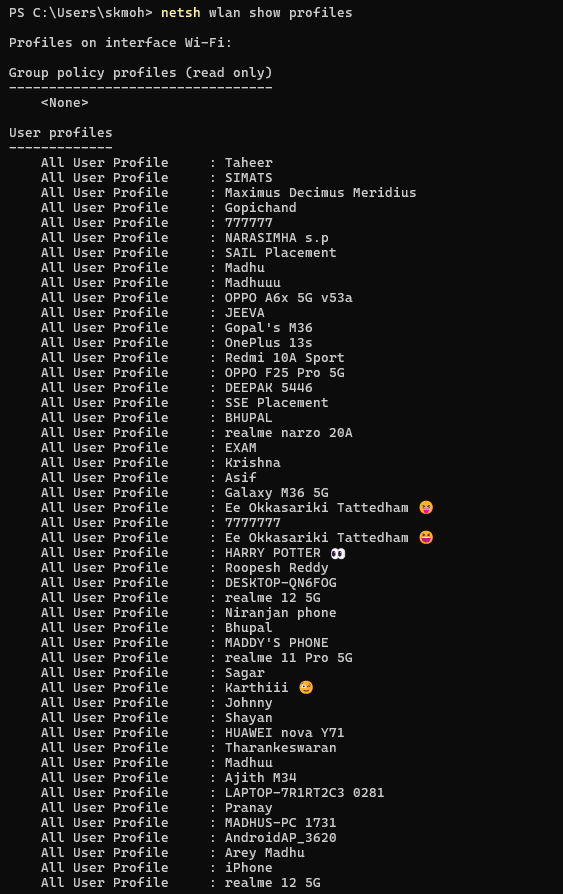 PS C:\Users\skmoh> netsh wlan show profiles
Profiles on interface Wi-Fi:
Group policy profiles (read only)
---------------------------------
    <None>
User profiles
-------------
    All User Profile     : Taheer
    All User Profile     : SIMATS
    All User Profile     : Maximus Decimus Meridius
    All User Profile     : Gopichand
    All User Profile     : 777777
    All User Profile     : NARASIMHA s.p
    All User Profile     : SAIL Placement
    All User Profile     : Madhu
    All User Profile     : Madhuuu
    All User Profile     : OPPO A6x 5G v53a
    All User Profile     : JEEVA
    All User Profile     : Gopal's M36
    All User Profile     : OnePlus 13s
    All User Profile     : Redmi 10A Sport
    All User Profile     : OPPO F25 Pro 5G
    All User Profile     : DEEPAK 5446
    All User Profile     : SSE Placement
    All User Profile     : BHUPAL
    All User Profile     : realme narzo 20A
    All User Profile     : EXAM
    All User Profile     : Krishna
    All User Profile     : Asif
    All User Profile     : Galaxy M36 5G
    All User Profile     : Ee Okkasariki Tattedham 😝
    All User Profile     : 7777777
    All User Profile     : Ee Okkasariki Tattedham 😀
    All User Profile     : HARRY POTTER 👀
    All User Profile     : Roopesh Reddy
    All User Profile     : DESKTOP-QN6FOG
    All User Profile     : realme 12 5G
    All User Profile     : Niranjan phone
    All User Profile     : Bhupal
    All User Profile     : MADDY'S PHONE
    All User Profile     : realme 11 Pro 5G
    All User Profile     : Sagar
    All User Profile     : Karthiii 😉
    All User Profile     : Johnny
    All User Profile     : Shayan
    All User Profile     : HUAWEI nova Y71
    All User Profile     : Tharankeswaran
    All User Profile     : Madhuu
    All User Profile     : Ajith M34
    All User Profile     : LAPTOP-7R1RT2C3 0281
    All User Profile     : Pranay
    All User Profile     : MADHUS-PC 1731
    All User Profile     : AndroidAP_3620
    All User Profile     : Arey Madhu
    All User Profile     : iPhone
    All User Profile     : realme 12 5G